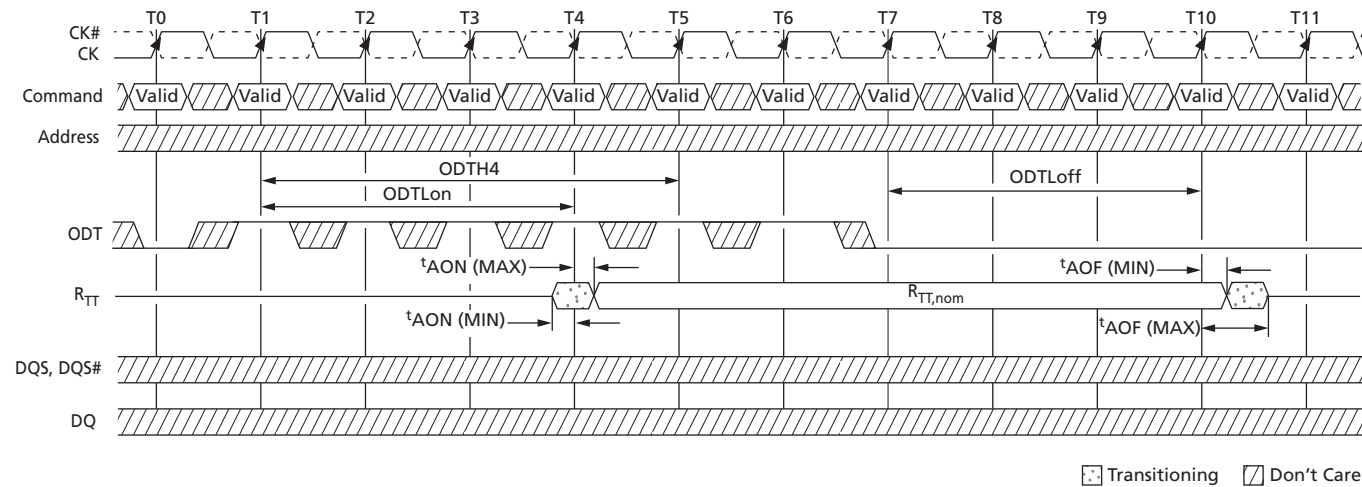 T0 T1 T2 T3 T4 T5 T6 T7 T8 T9 T10 T11
CK#
CK
Command Valid Valid Valid Valid Valid Valid Valid Valid Valid Valid Valid Valid
Address
ODTH4
ODTLoff
ODTLon
ODT
tAON (MAX) tAOF (MIN)
RTT RTT,nom
tAON (MIN) tAOF (MAX)
DQS, DQS#
DQ
Transitioning Don't Care